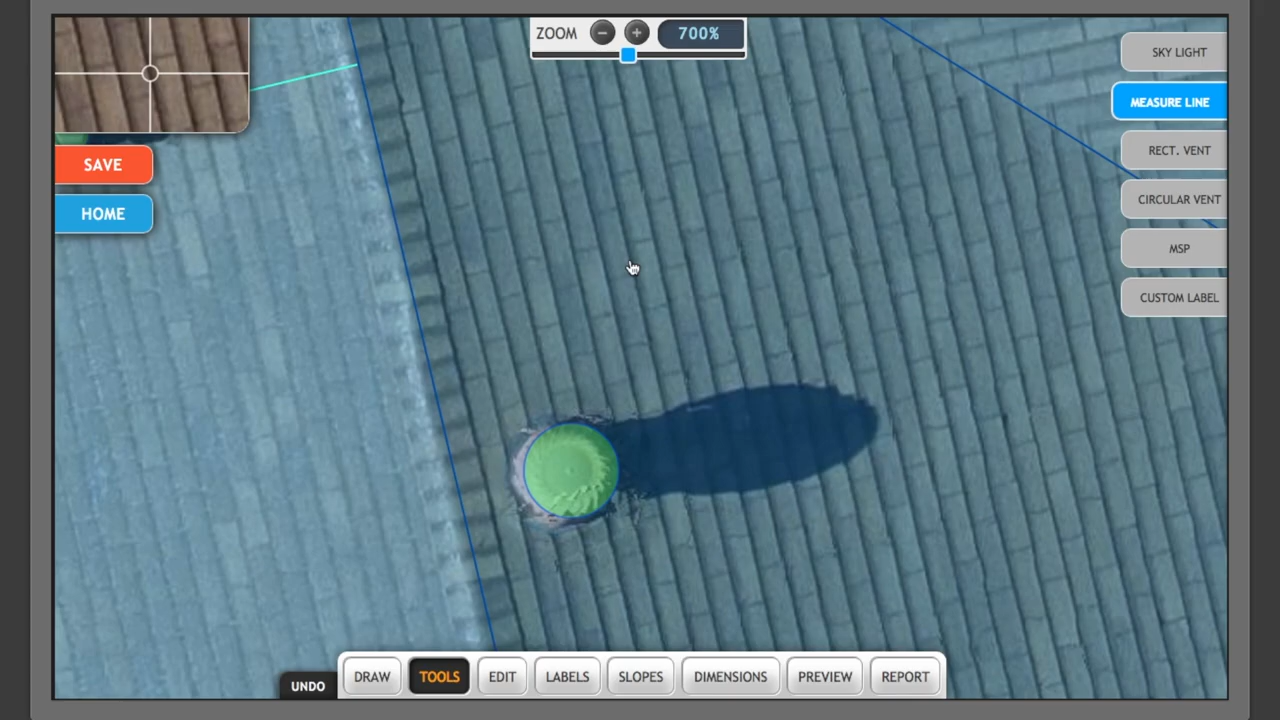 ZOOM
700%
SKY LIGHT
MEASURE LINE
RECT. VENT
CIRCULAR VENT
MSP
CUSTOM LABEL
SAVE
HOME
UNDO
DRAW
TOOLS
EDIT
LABELS
SLOPES
DIMENSIONS
PREVIEW
REPORT